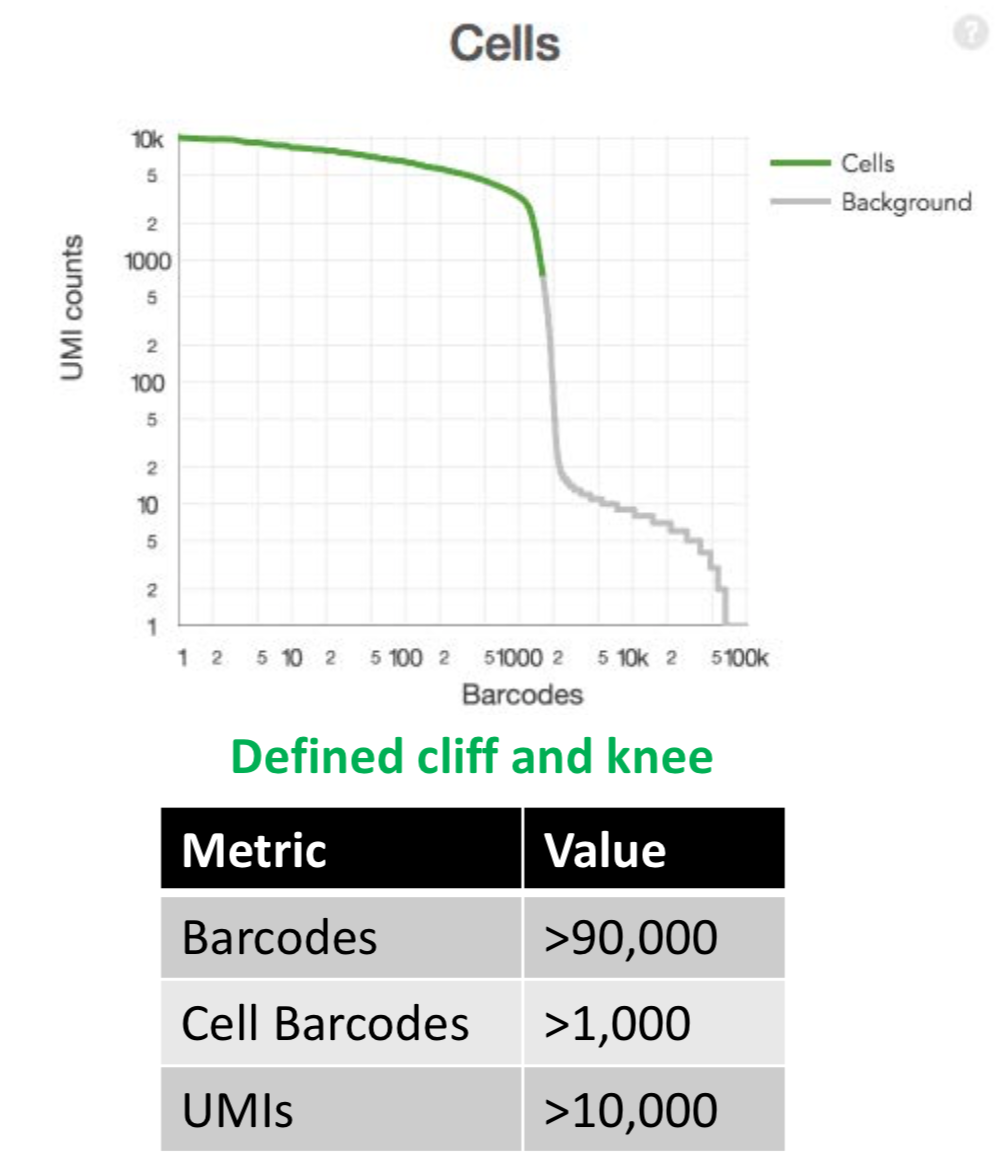 Cells
?
10k
5
2
1000
5
2
100
5
2
10
5
2
1
UMI counts
Cells
Background
1 2 5 10 2 5 100 2 5 1000 2 5 10k 2 5 100k
Barcodes
Defined cliff and knee
Metric Value
Barcodes >90,000
Cell Barcodes >1,000
UMIs >10,000